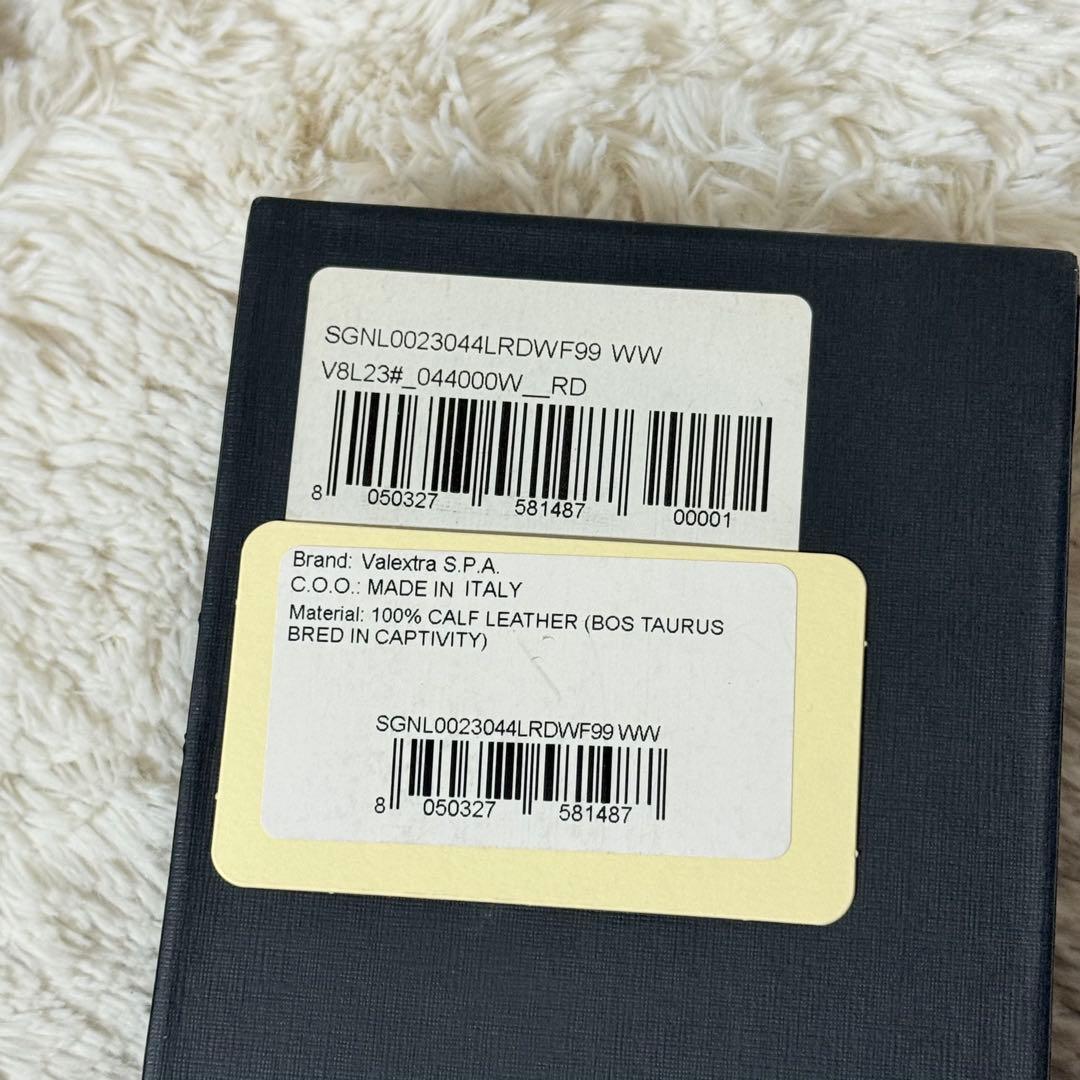 SGNL0023044LRDWF99 WW
V8L23#_044000W__RD
8 050327 581487 00001
Brand: Valextra S.P.A.
C.O.O.: MADE IN ITALY
Material: 100% CALF LEATHER (BOS TAURUS
BRED IN CAPTIVITY)
SGNL0023044LRDWF99 WW
8 050327 581487